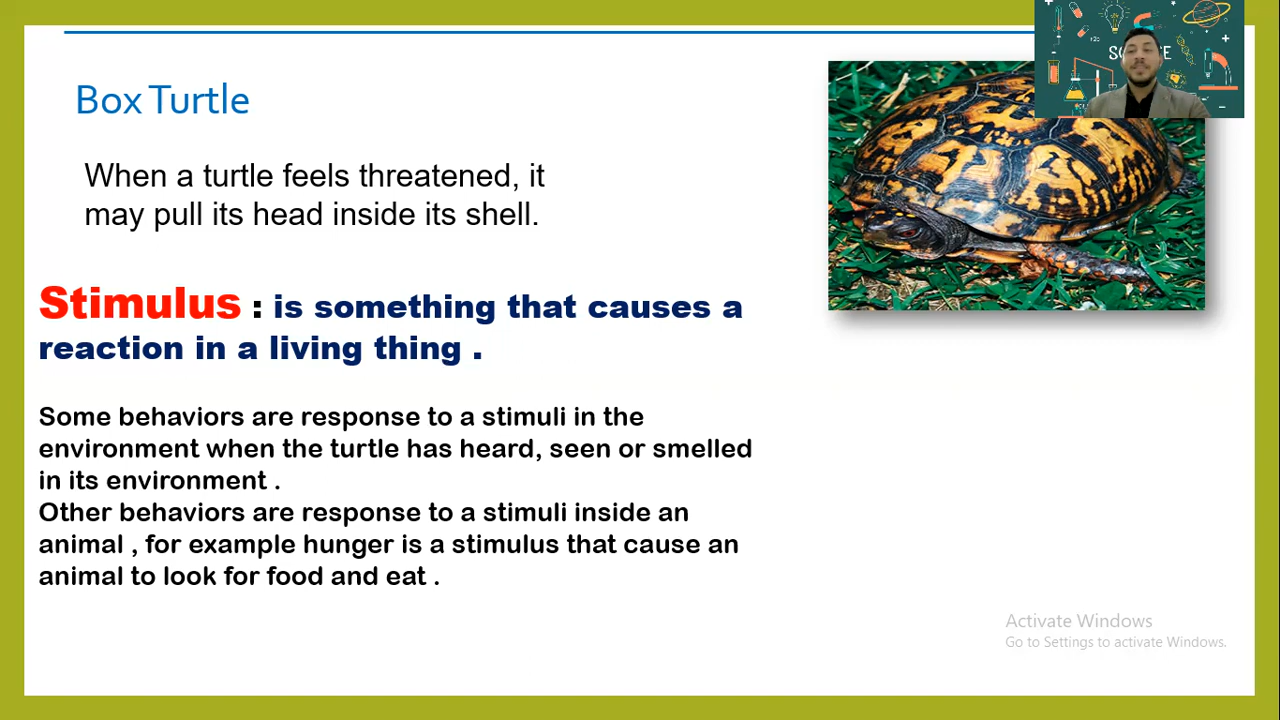 Box Turtle
When a turtle feels threatened, it
may pull its head inside its shell.
Stimulus : is something that causes a
reaction in a living thing .
Some behaviors are response to a stimuli in the
environment when the turtle has heard, seen or smelled
in its environment .
Other behaviors are response to a stimuli inside an
animal , for example hunger is a stimulus that cause an
animal to look for food and eat .
Activate Windows
Go to Settings to activate Windows.